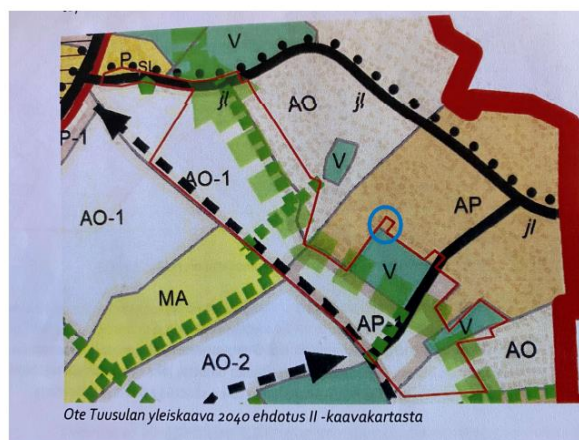 V
P
SL
jl
AO
jl
P-1
AO-1
V
AO-1
AP
jl
V
MA
AP-1
V
AO-2
AO
Ote Tuusulan yleiskaava 2040 ehdotus II -kaavakartasta